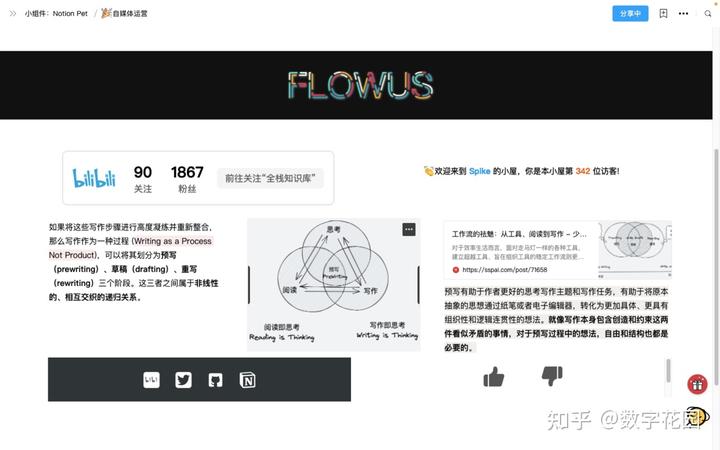 小组件：Notion Pet / 自媒体运营
分享中
FLOWUS
bilibili
90
关注
1867
粉丝
前往关注“全栈知识库”
👏欢迎来到 Spike 的小屋，你是本小屋第 342 位访客!
如果将这些写作步骤进行高度凝炼并重新整合，
那么写作作为一种过程 (Writing as a Process
Not Product)，可以将其划分为预写
（prewriting）、草稿（drafting）、重写
（rewriting）三个阶段。这三者之间属于非线性
的、相互交织的递归关系。
思考
预写
PreWriting
阅读
写作
阅读即思考
Reading is Thinking
写作即思考
Writing is Thinking
工作流的祛魅：从工具、阅读到写作 – 少...
对于效率生活而言，面对走马灯一样的各种工具，
建立超越工具、旨在组织工具的稳定工作流则更...
https://sspai.com/post/71658
预写有助于作者更好的思考写作主题和写作任务，有助于将原本
抽象的思想通过纸笔或者电子编辑器，转化为更加具体、更具有
组织性和逻辑连贯性的想法。就像写作本身包含创造和约束这两
件看似矛盾的事情，对于预写过程中的想法，自由和结构也都是
必要的。
bili
知乎 @数字花园